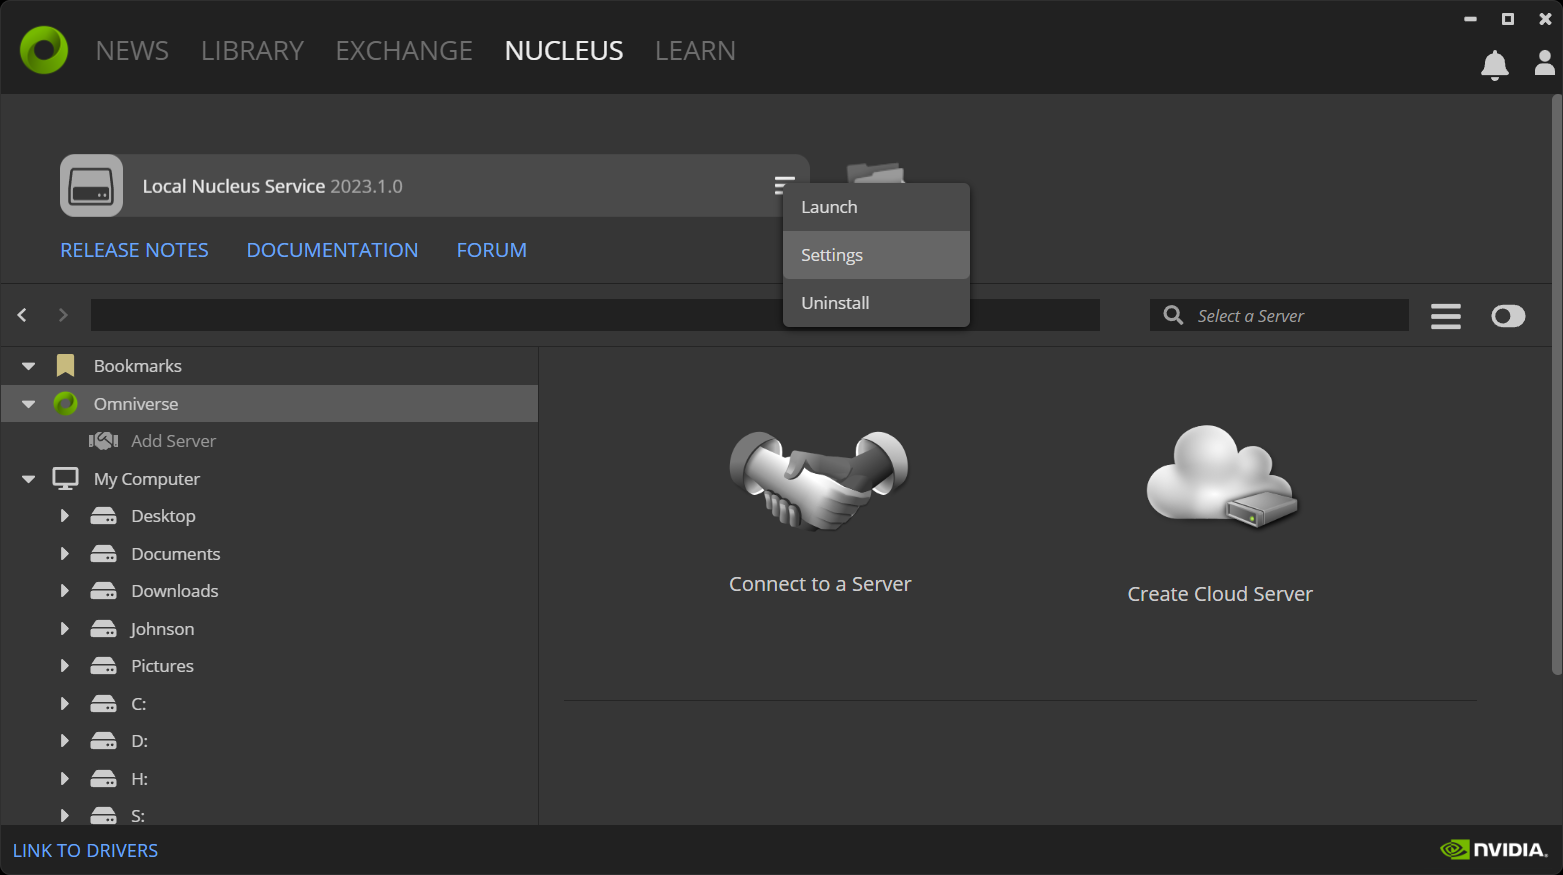 NEWS LIBRARY EXCHANGE NUCLEUS LEARN
Local Nucleus Service 2023.1.0
Launch
Settings
Uninstall
RELEASE NOTES DOCUMENTATION FORUM
Select a Server
Bookmarks
Omniverse
Add Server
My Computer
Desktop
Documents
Downloads
Johnson
Pictures
C:
D:
H:
S:
Connect to a Server
Create Cloud Server
LINK TO DRIVERS
NVIDIA.